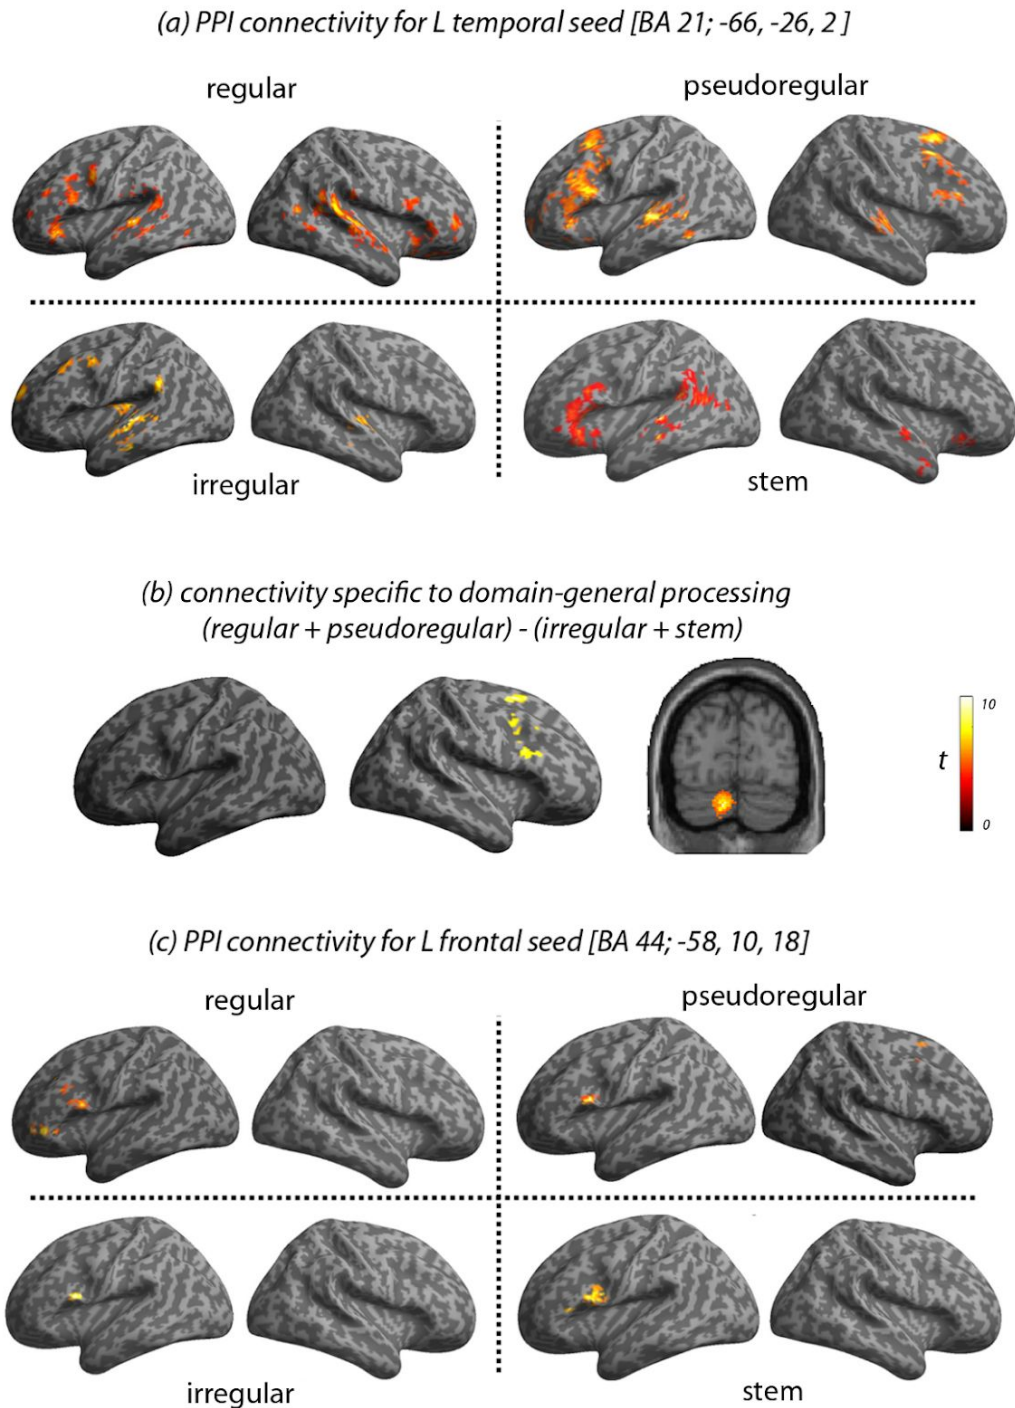 (a) PPI connectivity for L temporal seed [BA 21; -66, -26, 2 ]
regular
pseudoregular
irregular
stem
(b) connectivity specific to domain-general processing
(regular + pseudoregular) - (irregular + stem)
10
t
0
(c) PPI connectivity for L frontal seed [BA 44; -58, 10, 18]
regular
pseudoregular
irregular
stem